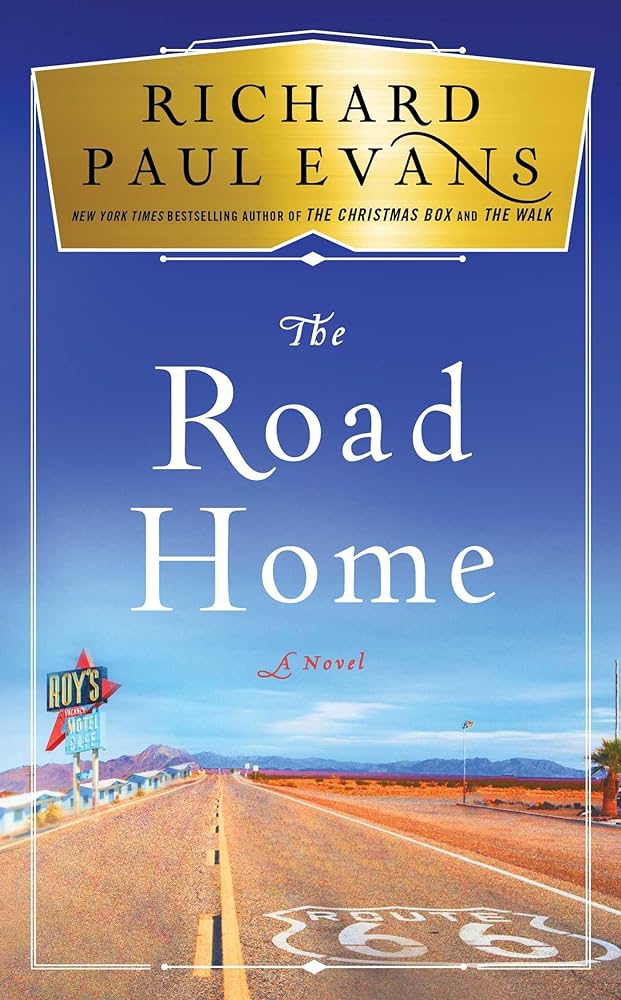 RICHARD
PAUL EVANS
NEW YORK TIMES BESTSELLING AUTHOR OF THE CHRISTMAS BOX AND THE WALK
The
Road
Home
A Novel
ROY'S
VACANCY
MOTEL
CAFE
ROUTE
66